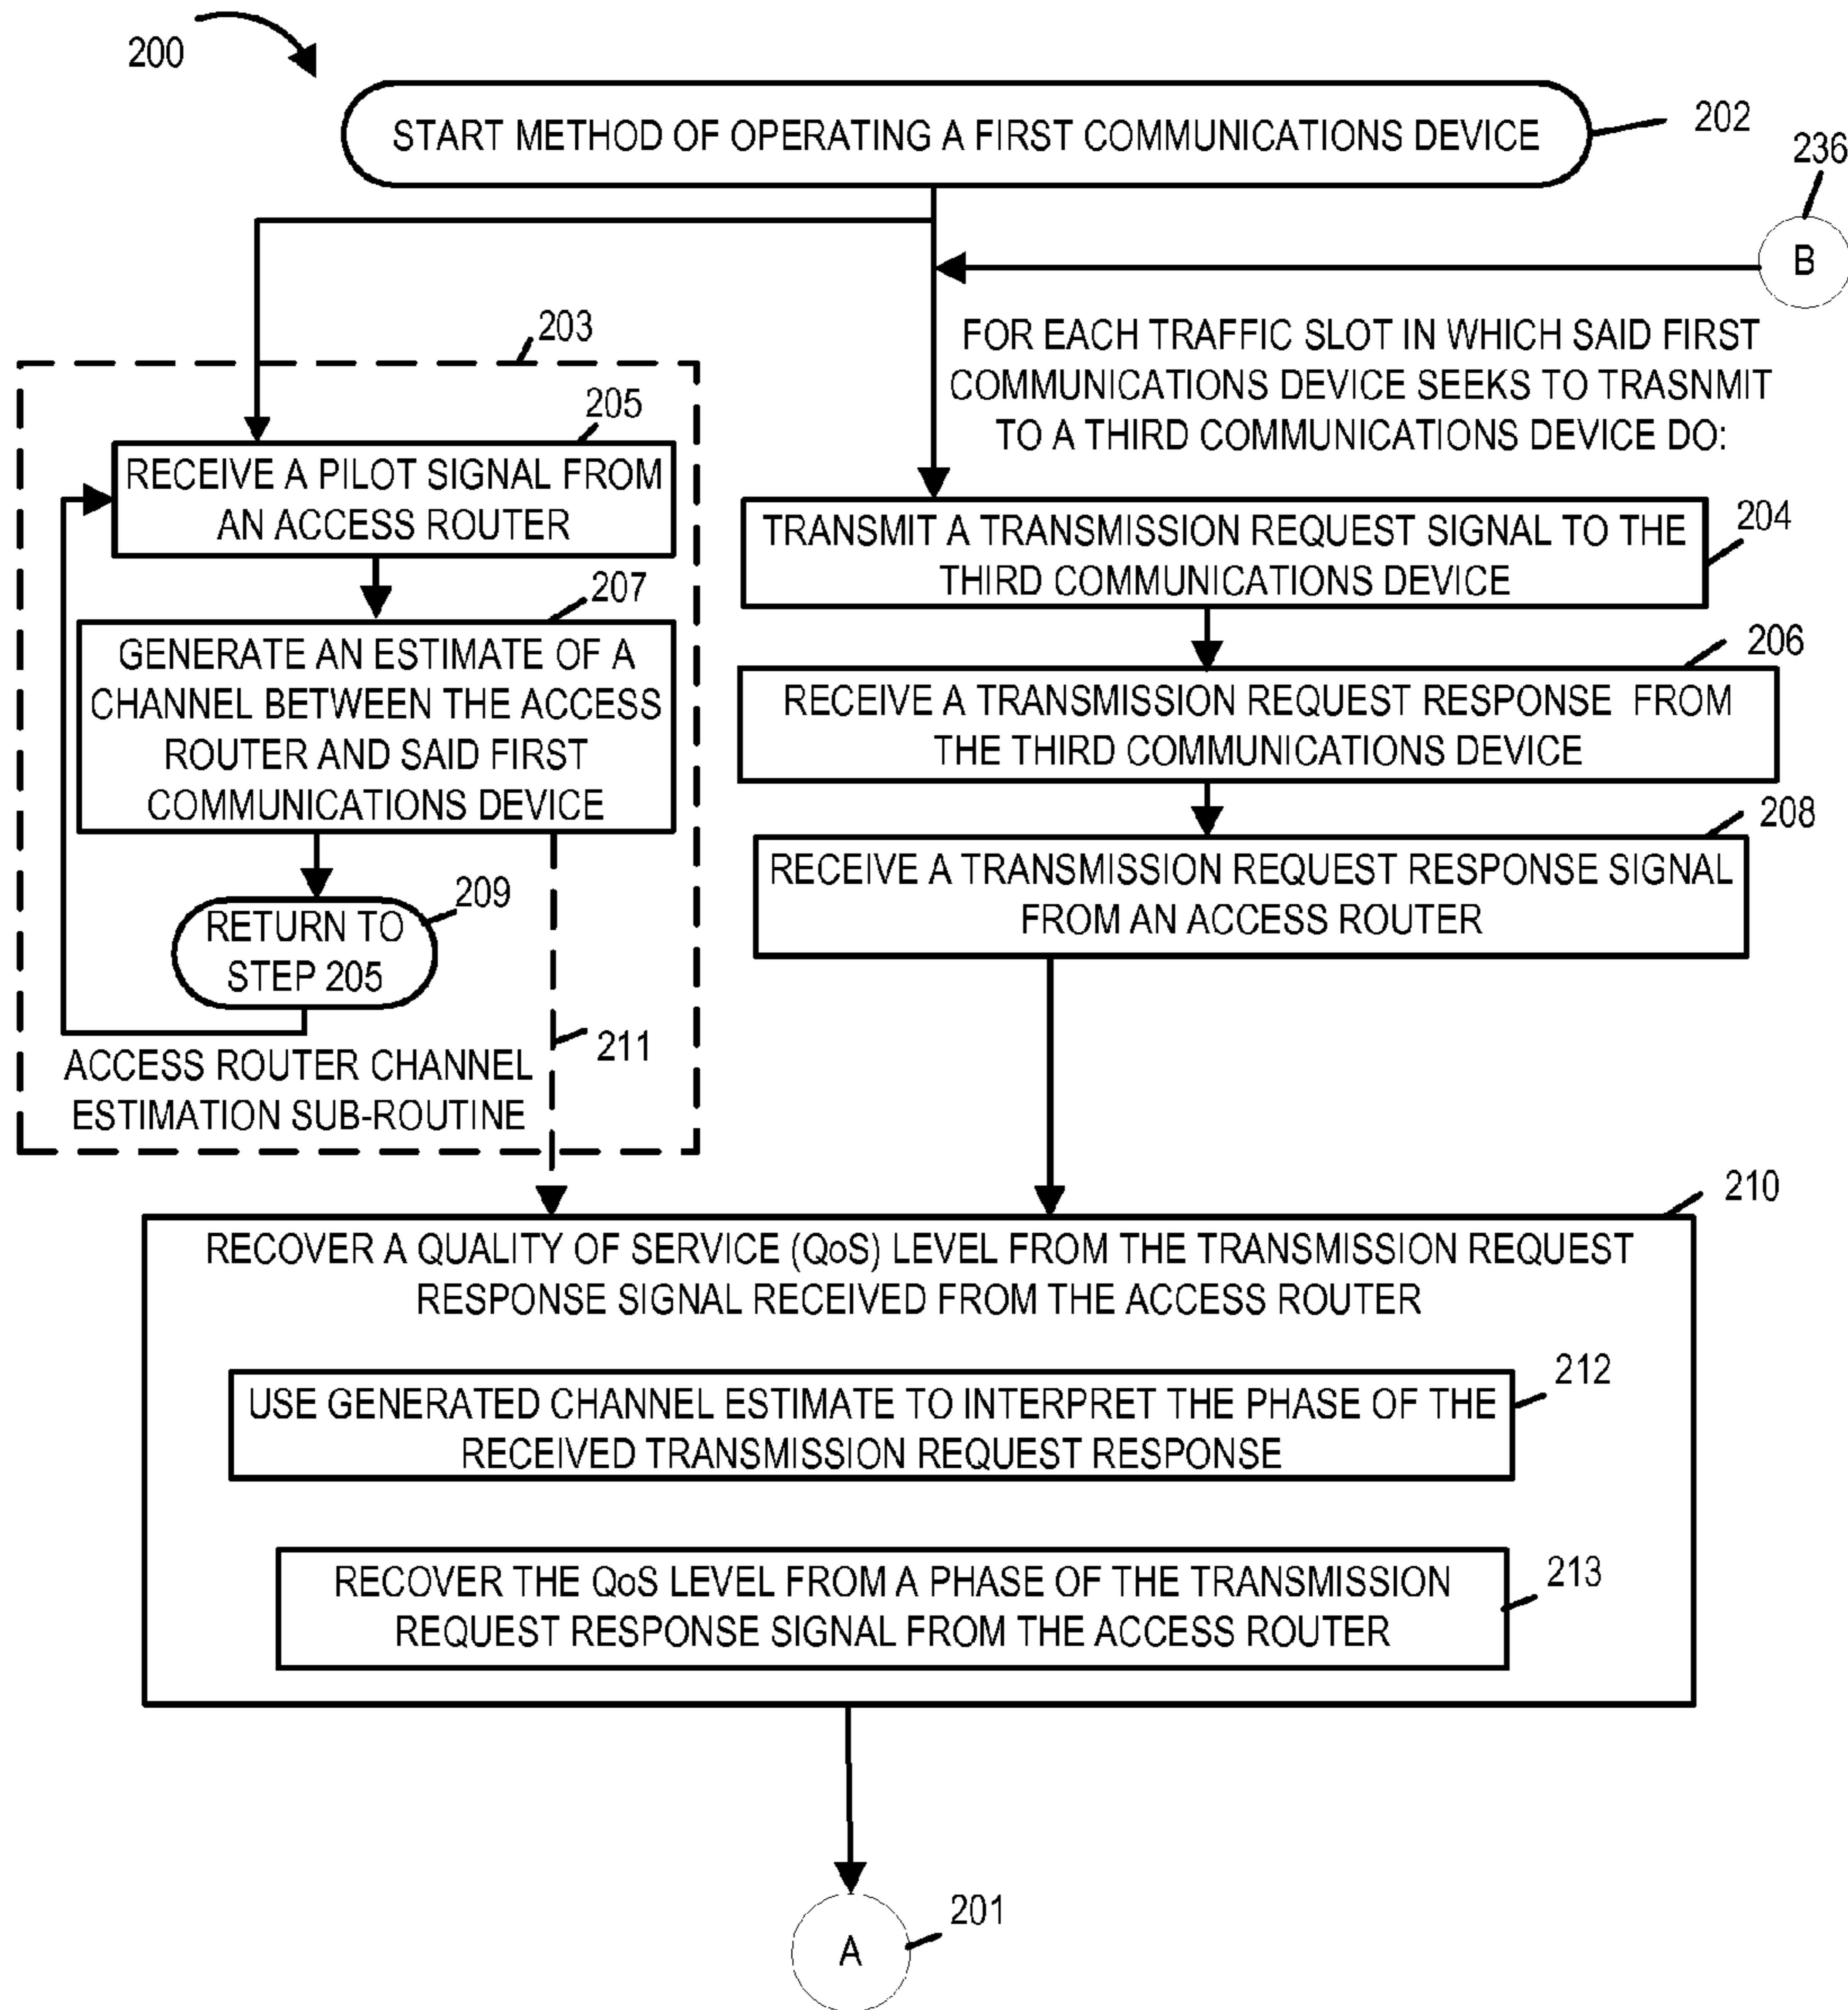 200
START METHOD OF OPERATING A FIRST COMMUNICATIONS DEVICE
202
236
B
FOR EACH TRAFFIC SLOT IN WHICH SAID FIRST
COMMUNICATIONS DEVICE SEEKS TO TRASNMIT
TO A THIRD COMMUNICATIONS DEVICE DO:
203
205
RECEIVE A PILOT SIGNAL FROM
AN ACCESS ROUTER
207
GENERATE AN ESTIMATE OF A
CHANNEL BETWEEN THE ACCESS
ROUTER AND SAID FIRST
COMMUNICATIONS DEVICE
209
RETURN TO
STEP 205
211
ACCESS ROUTER CHANNEL
ESTIMATION SUB-ROUTINE
204
TRANSMIT A TRANSMISSION REQUEST SIGNAL TO THE
THIRD COMMUNICATIONS DEVICE
206
RECEIVE A TRANSMISSION REQUEST RESPONSE FROM
THE THIRD COMMUNICATIONS DEVICE
208
RECEIVE A TRANSMISSION REQUEST RESPONSE SIGNAL
FROM AN ACCESS ROUTER
210
RECOVER A QUALITY OF SERVICE (QoS) LEVEL FROM THE TRANSMISSION REQUEST
RESPONSE SIGNAL RECEIVED FROM THE ACCESS ROUTER
212
USE GENERATED CHANNEL ESTIMATE TO INTERPRET THE PHASE OF THE
RECEIVED TRANSMISSION REQUEST RESPONSE
213
RECOVER THE QoS LEVEL FROM A PHASE OF THE TRANSMISSION
REQUEST RESPONSE SIGNAL FROM THE ACCESS ROUTER
201
A